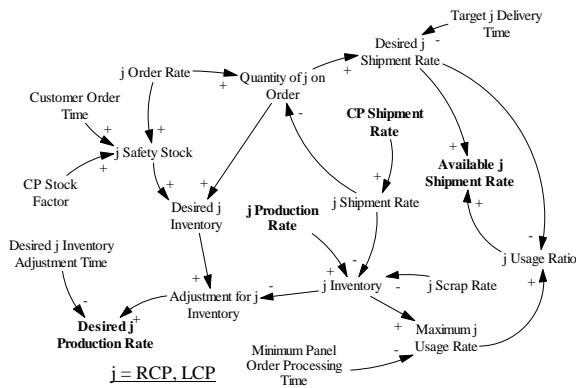 Target j Delivery
Time
-
Desired j
Shipment Rate
+
j Order Rate
+
Quantity of j on
Order
-
Customer Order
Time
+
+
CP Shipment
Rate
j Safety Stock
+
+
Available j
Shipment Rate
+
+
CP Stock
Factor
+
+
Desired j
Inventory
j Production
Rate
j Shipment Rate
-
j Usage Ratio
+
Desired j Inventory
Adjustment Time
-
+
Adjustment for j
Inventory
-
+
-
j Inventory
-
j Scrap Rate
+
Desired j
Production Rate
+
Maximum j
Usage Rate
-
Minimum Panel
Order Processing
Time
j = RCP, LCP